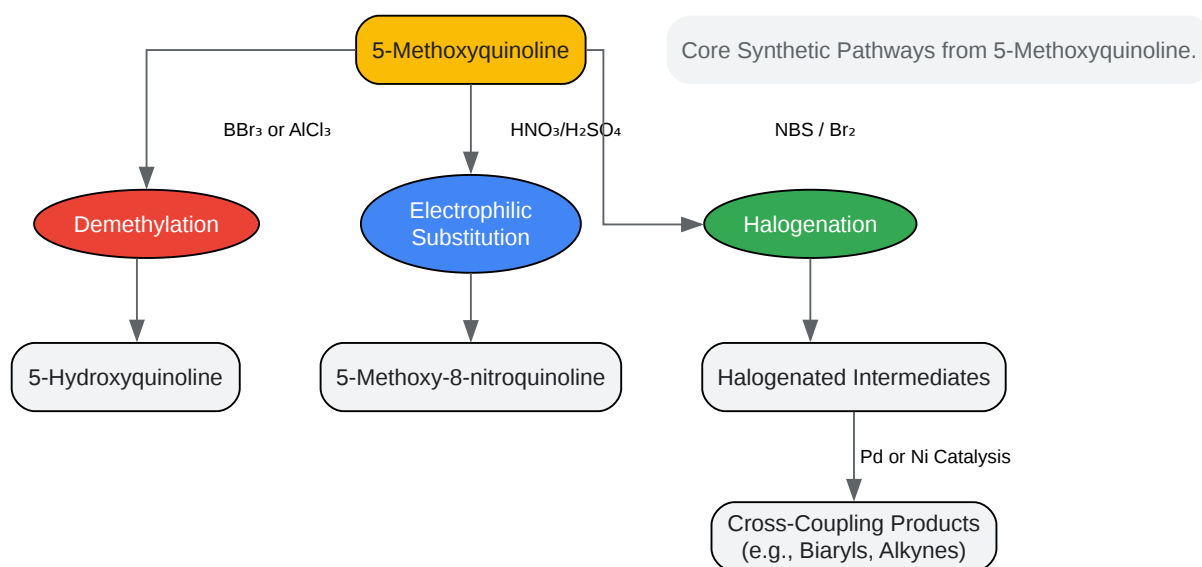 5-Methoxyquinoline
Core Synthetic Pathways from 5-Methoxyquinoline.
BBr₃ or AlCl₃
HNO₃/H₂SO₄
NBS / Br₂
Demethylation
Electrophilic
Substitution
Halogenation
5-Hydroxyquinoline
5-Methoxy-8-nitroquinoline
Halogenated Intermediates
Pd or Ni Catalysis
Cross-Coupling Products
(e.g., Biaryls, Alkynes)